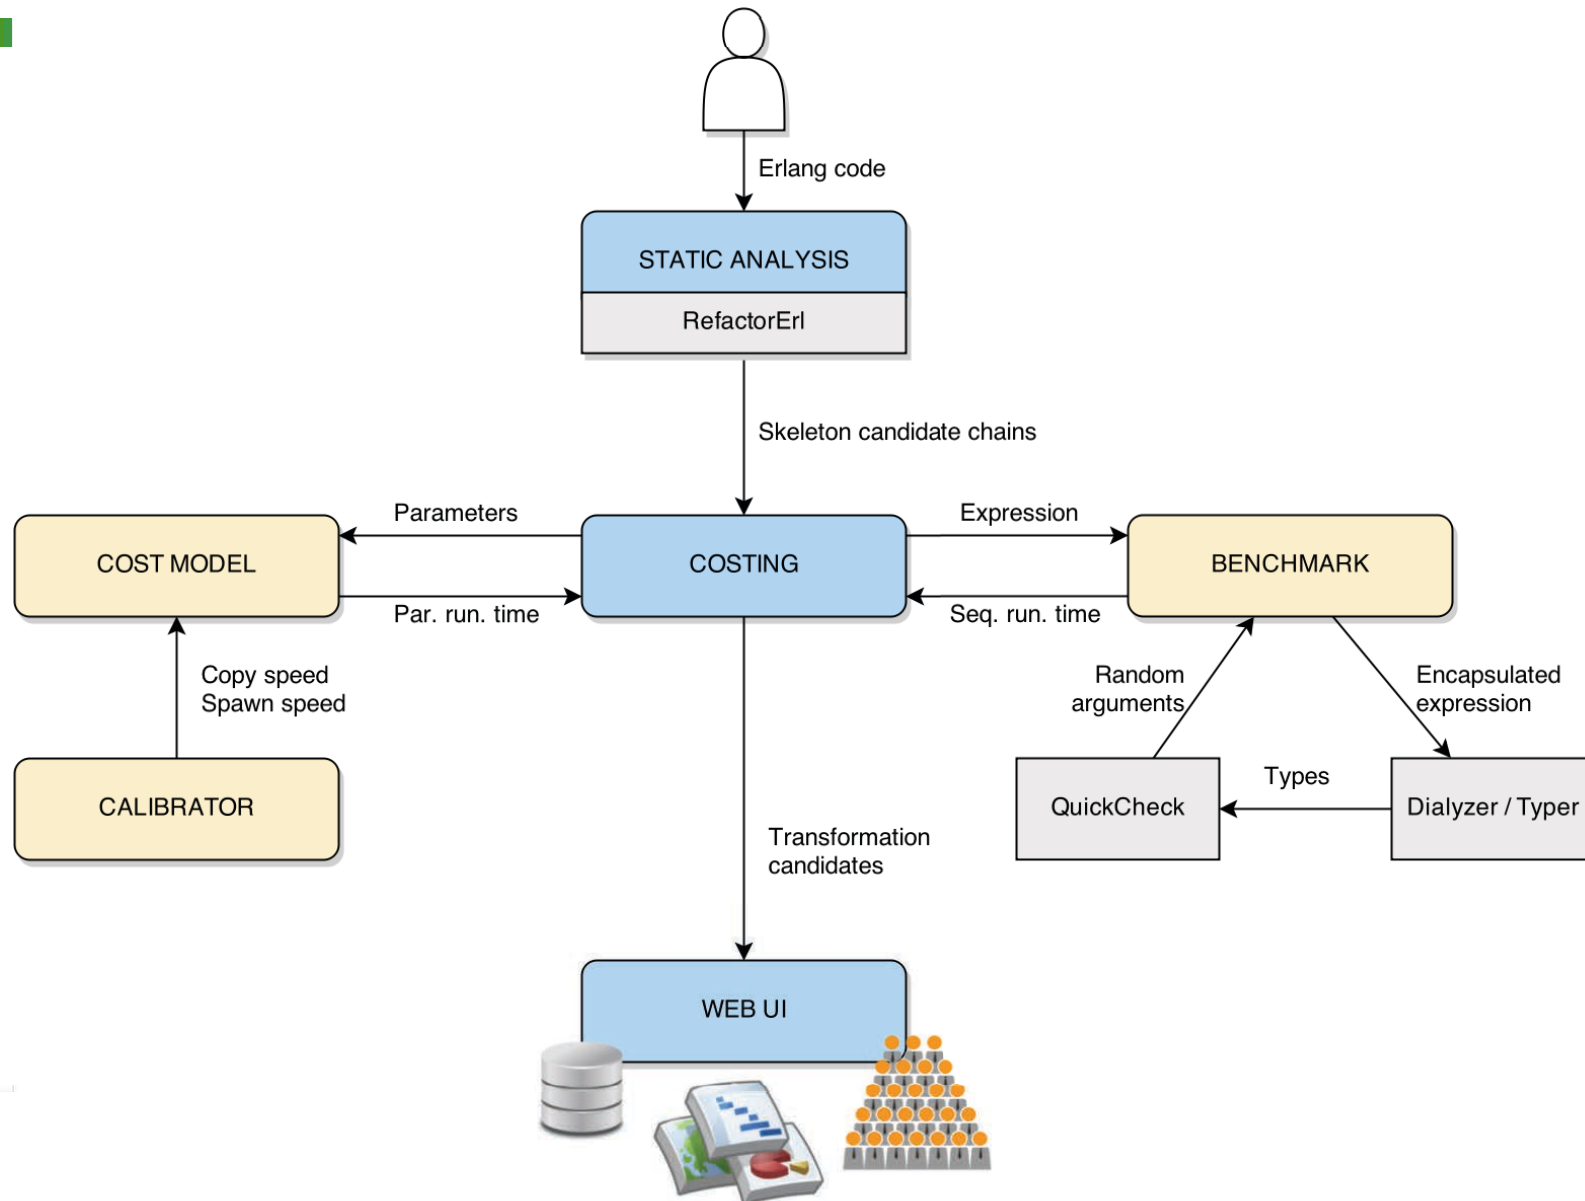 Erlang code
STATIC ANALYSIS
RefactorErl
Skeleton candidate chains
Parameters
Expression
COST MODEL
COSTING
BENCHMARK
Par. run. time
Seq. run. time
Copy speed
Spawn speed
Random
arguments
Encapsulated
expression
Types
CALIBRATOR
QuickCheck
Dialyzer / Typer
Transformation
candidates
WEB UI